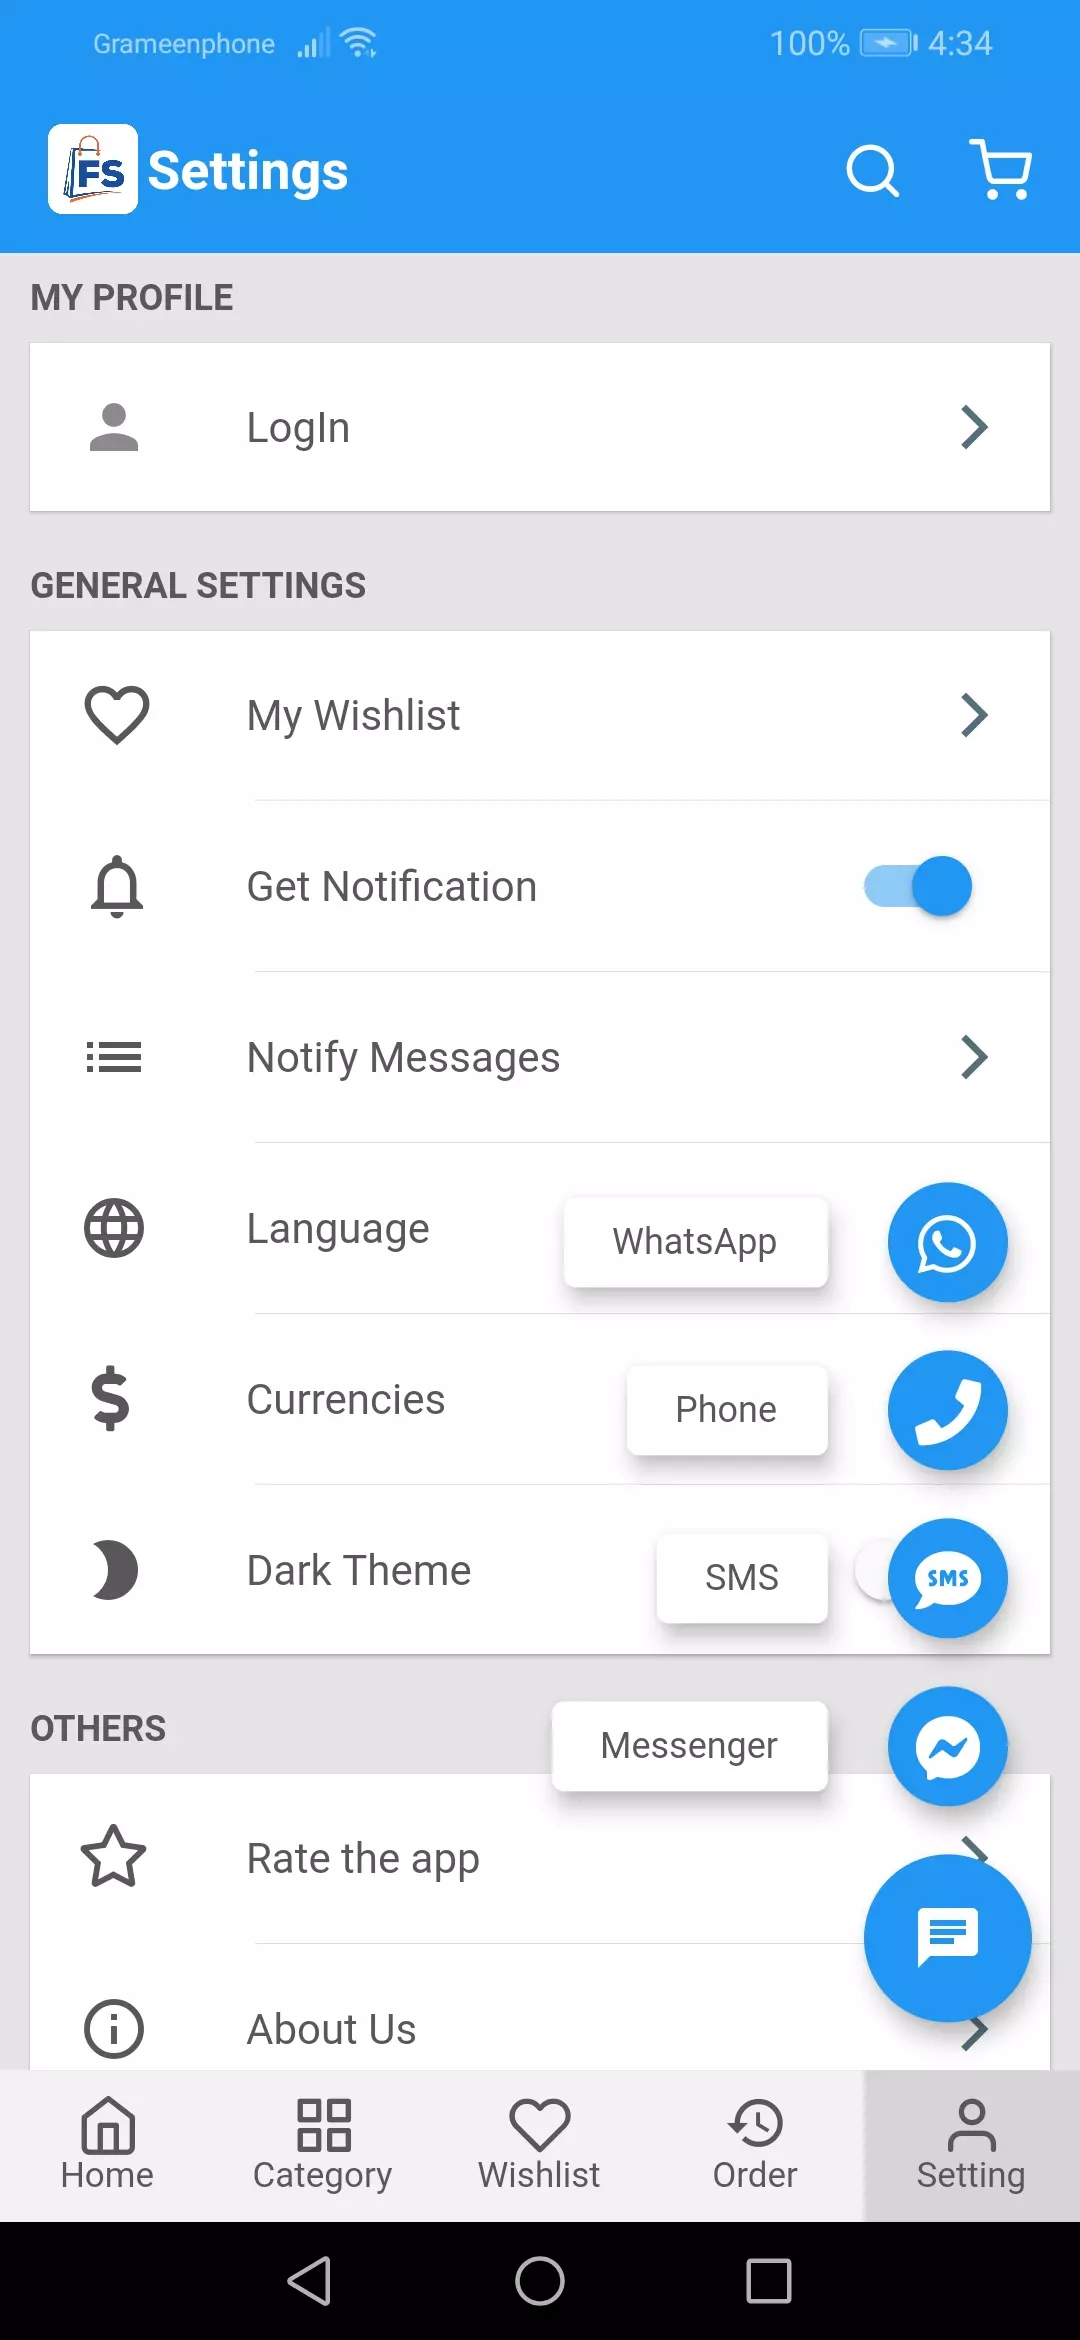 Grameenphone 100% 4:34
FS Settings
MY PROFILE
LogIn
GENERAL SETTINGS
My Wishlist
Get Notification
Notify Messages
Language WhatsApp
$ Currencies Phone
Dark Theme SMS SMS
OTHERS Messenger
Rate the app
About Us
Home Category Wishlist Order Setting